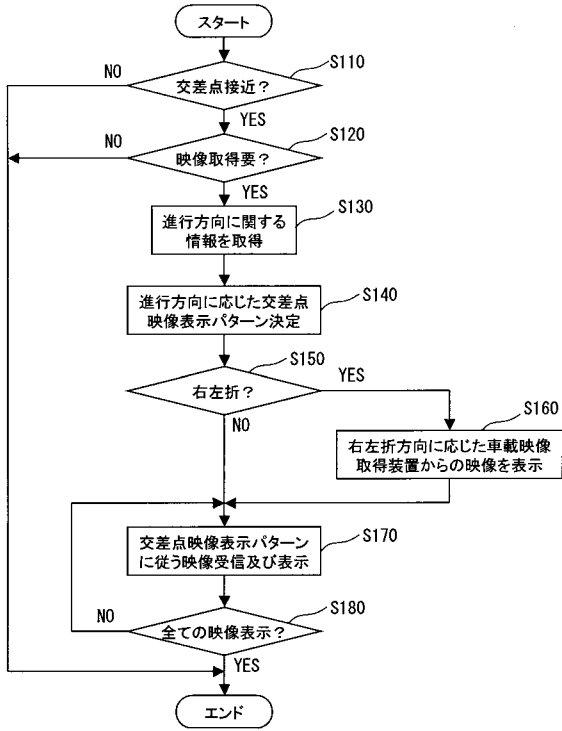 スタート
S110
NO
交差点接近？
YES
S120
NO
映像取得要？
YES
S130
進行方向に関する
情報を取得
S140
進行方向に応じた交差点
映像表示パターン決定
S150
右左折？
YES
NO
S160
右左折方向に応じた車載映像
取得装置からの映像を表示
S170
交差点映像表示パターン
に従う映像受信及び表示
S180
NO
全ての映像表示？
YES
エンド